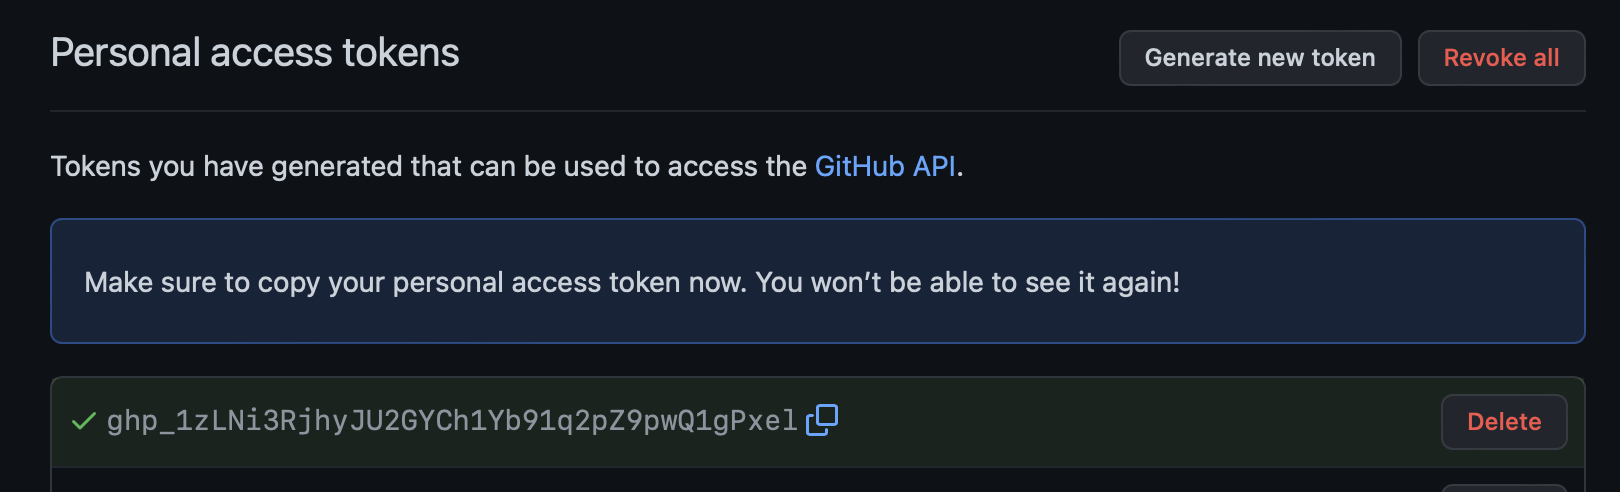 Personal access tokens
Generate new token
Revoke all
Tokens you have generated that can be used to access the GitHub API.
Make sure to copy your personal access token now. You won’t be able to see it again!
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
Delete